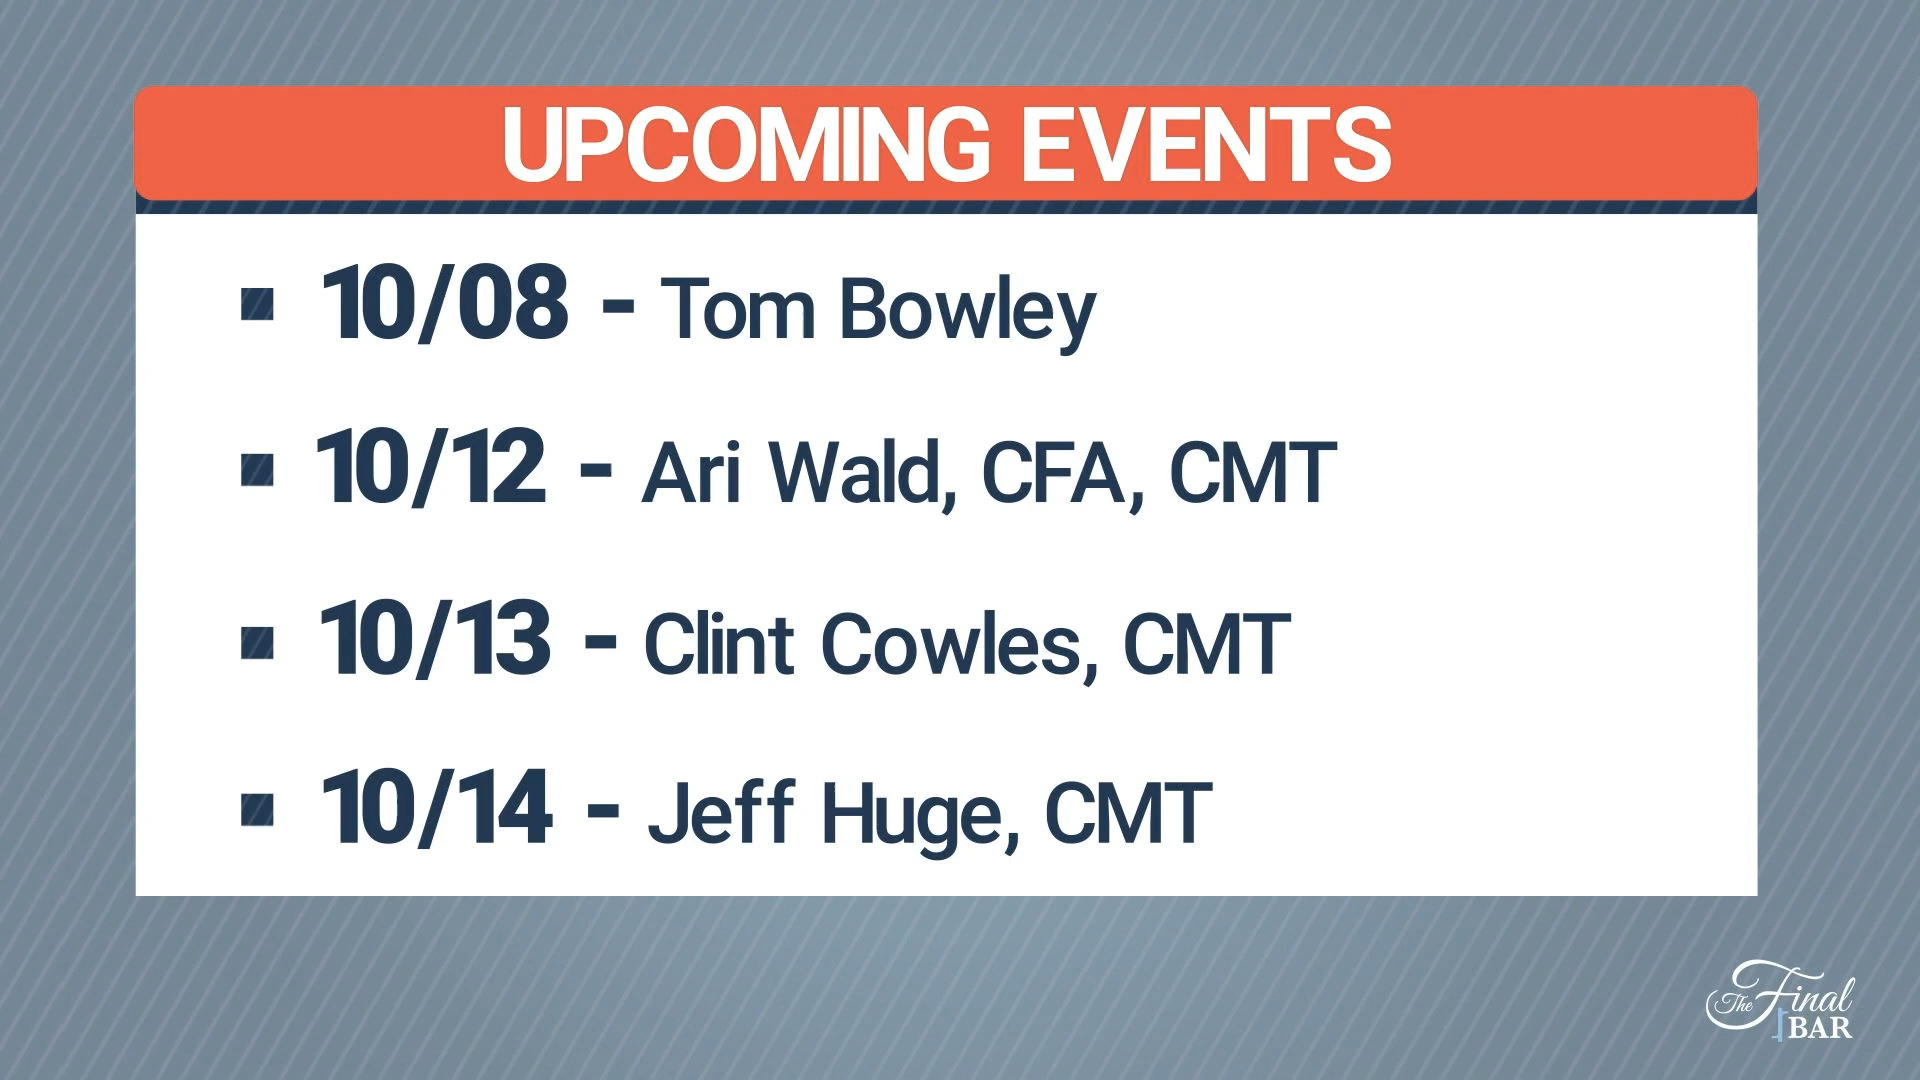 UPCOMING EVENTS
▪ 10/08 - Tom Bowley
▪ 10/12 - Ari Wald, CFA, CMT
▪ 10/13 - Clint Cowles, CMT
▪ 10/14 - Jeff Huge, CMT
The Final
BAR